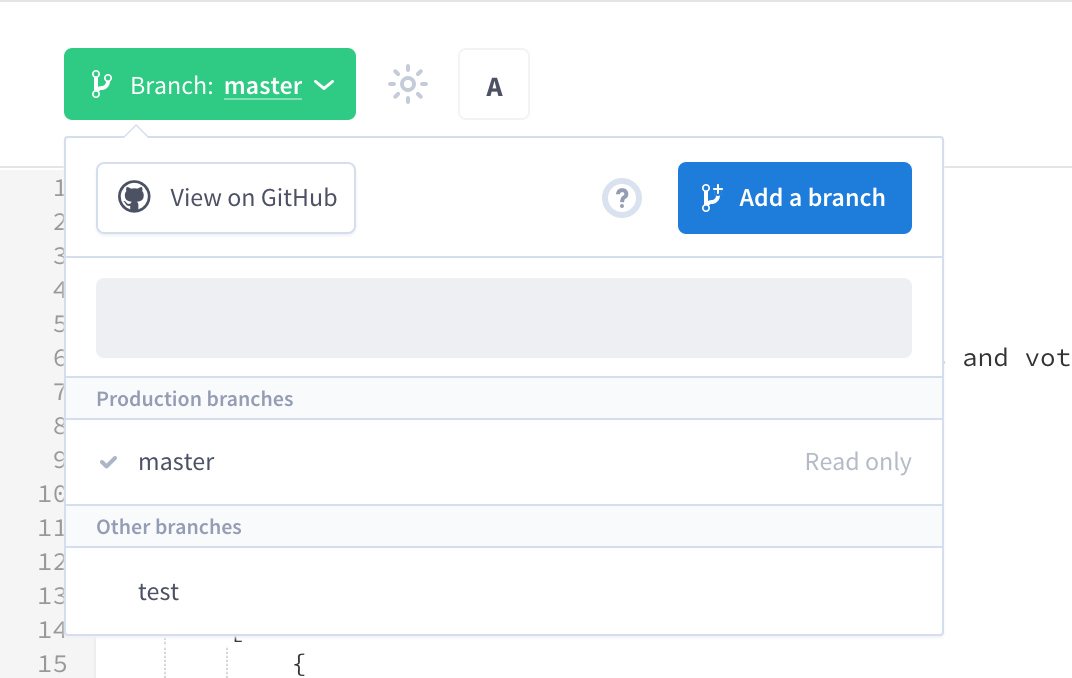 Branch: master
A
View on GitHub
?
Add a branch
1
2
3
4
5
6
and vot
7
Production branches
8
9
master
Read only
10
11
Other branches
12
13
test
14
15
{